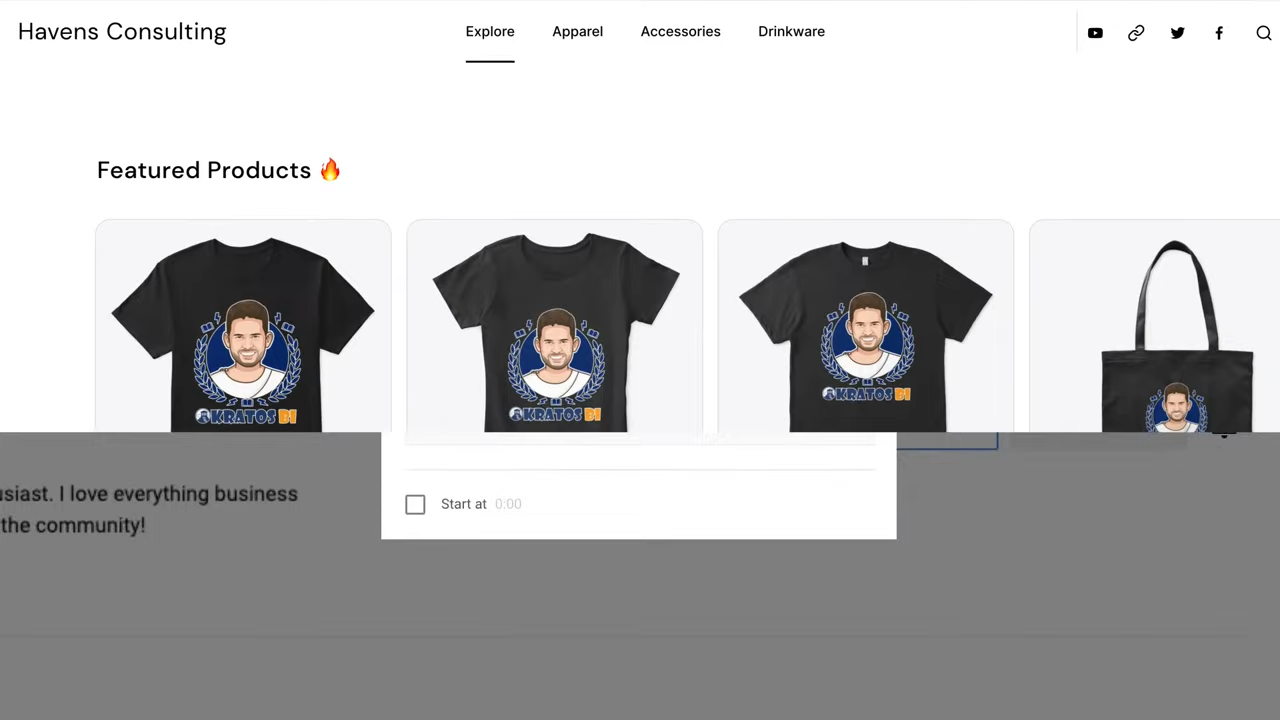 Havens Consulting
Explore
Apparel
Accessories
Drinkware
Featured Products 🔥
KRATOS BI
KRATOS BI
KRATOS BI
usiast. I love everything business
the community!
Start at 0:00